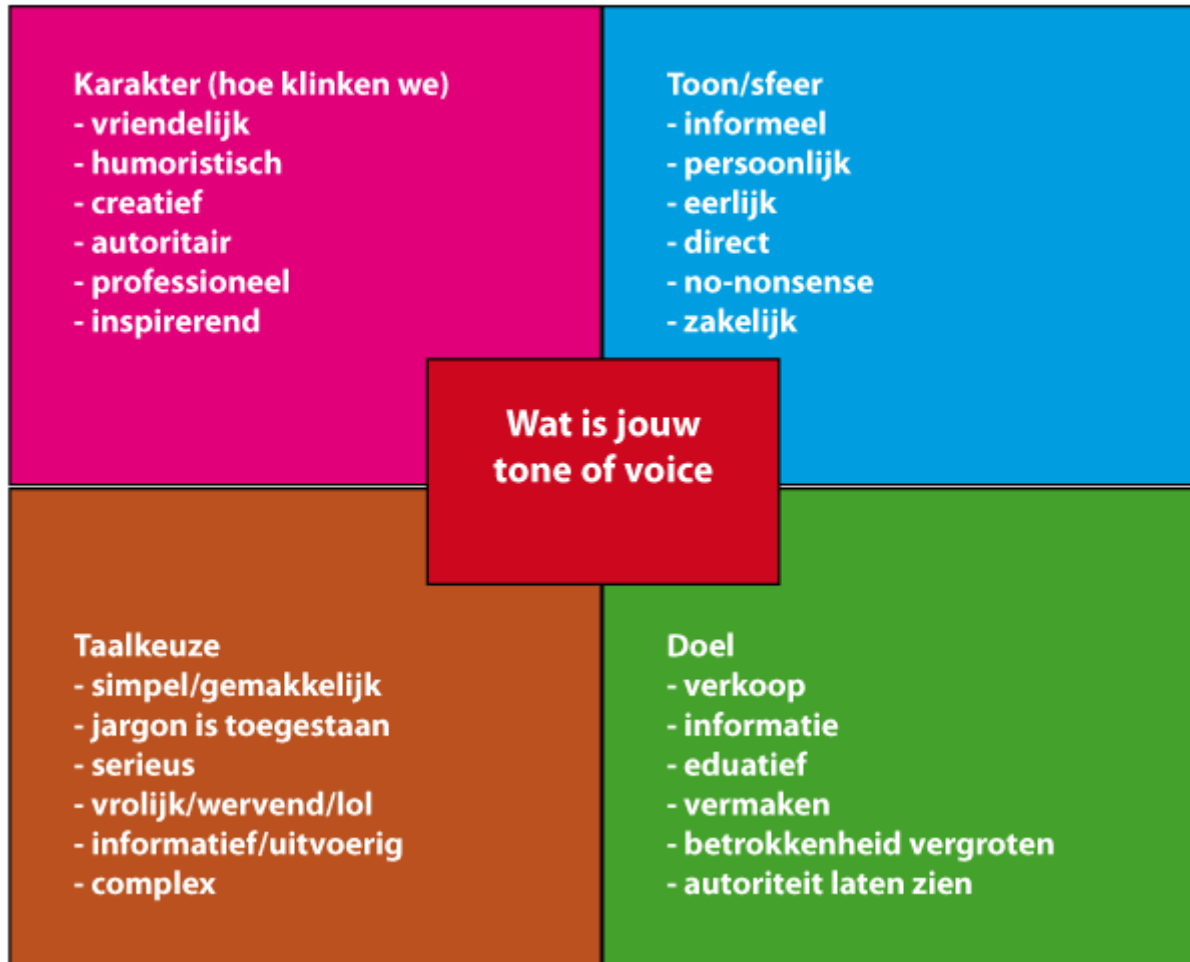 Karakter (hoe klinken we)
- vriendelijk
- humoristisch
- creatief
- autoritair
- professioneel
- inspirerend
Toon/sfeer
- informeel
- persoonlijk
- eerlijk
- direct
- no-nonsense
- zakelijk
Wat is jouw
tone of voice
Taalkeuze
- simpel/gemakkelijk
- jargon is toegestaan
- serieus
- vrolijk/wervend/lol
- informatief/uitvoerig
- complex
Doel
- verkoop
- informatie
- eduatief
- vermaken
- betrokkenheid vergroten
- autoriteit laten zien